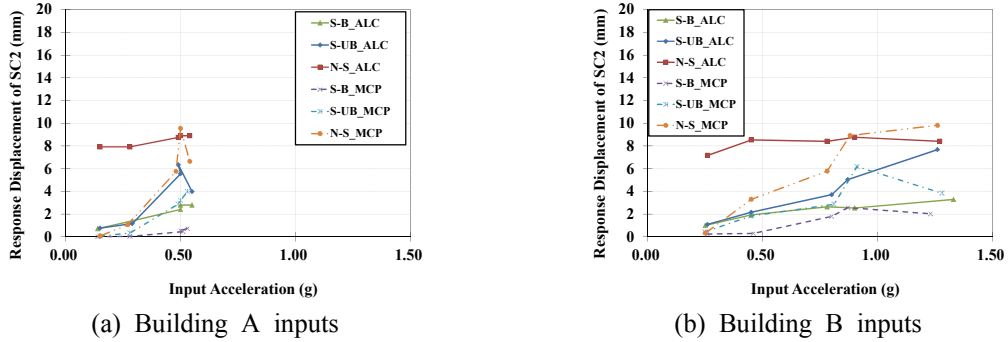 Response Displacement of SC2 (mm)
20
18
16
14
12
10
8
6
4
2
0
0.00 0.50 1.00 1.50
Input Acceleration (g)
S-B_ALC
S-UB_ALC
N-S_ALC
S-B_MCP
S-UB_MCP
N-S_MCP
(a) Building A inputs
Response Displacement of SC2 (mm)
20
18
16
14
12
10
8
6
4
2
0
0.00 0.50 1.00 1.50
Input Acceleration (g)
S-B_ALC
S-UB_ALC
N-S_ALC
S-B_MCP
S-UB_MCP
N-S_MCP
(b) Building B inputs